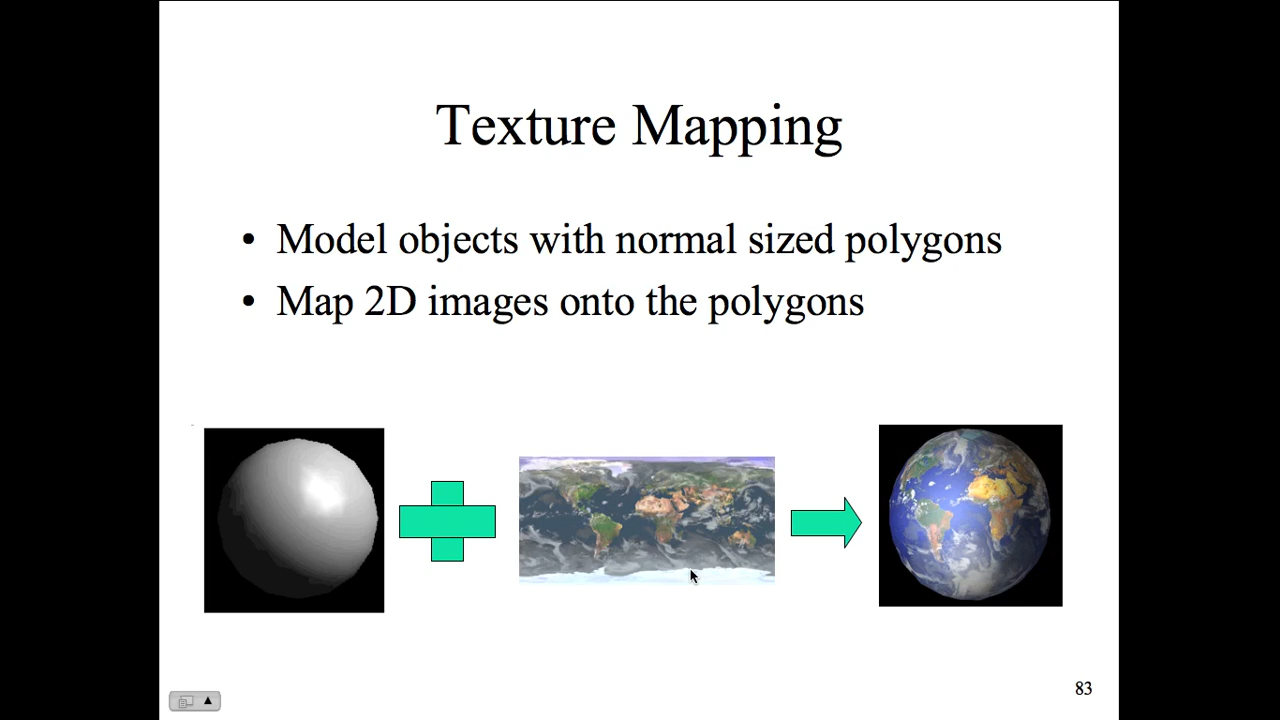 Texture Mapping
• Model objects with normal sized polygons
• Map 2D images onto the polygons
83